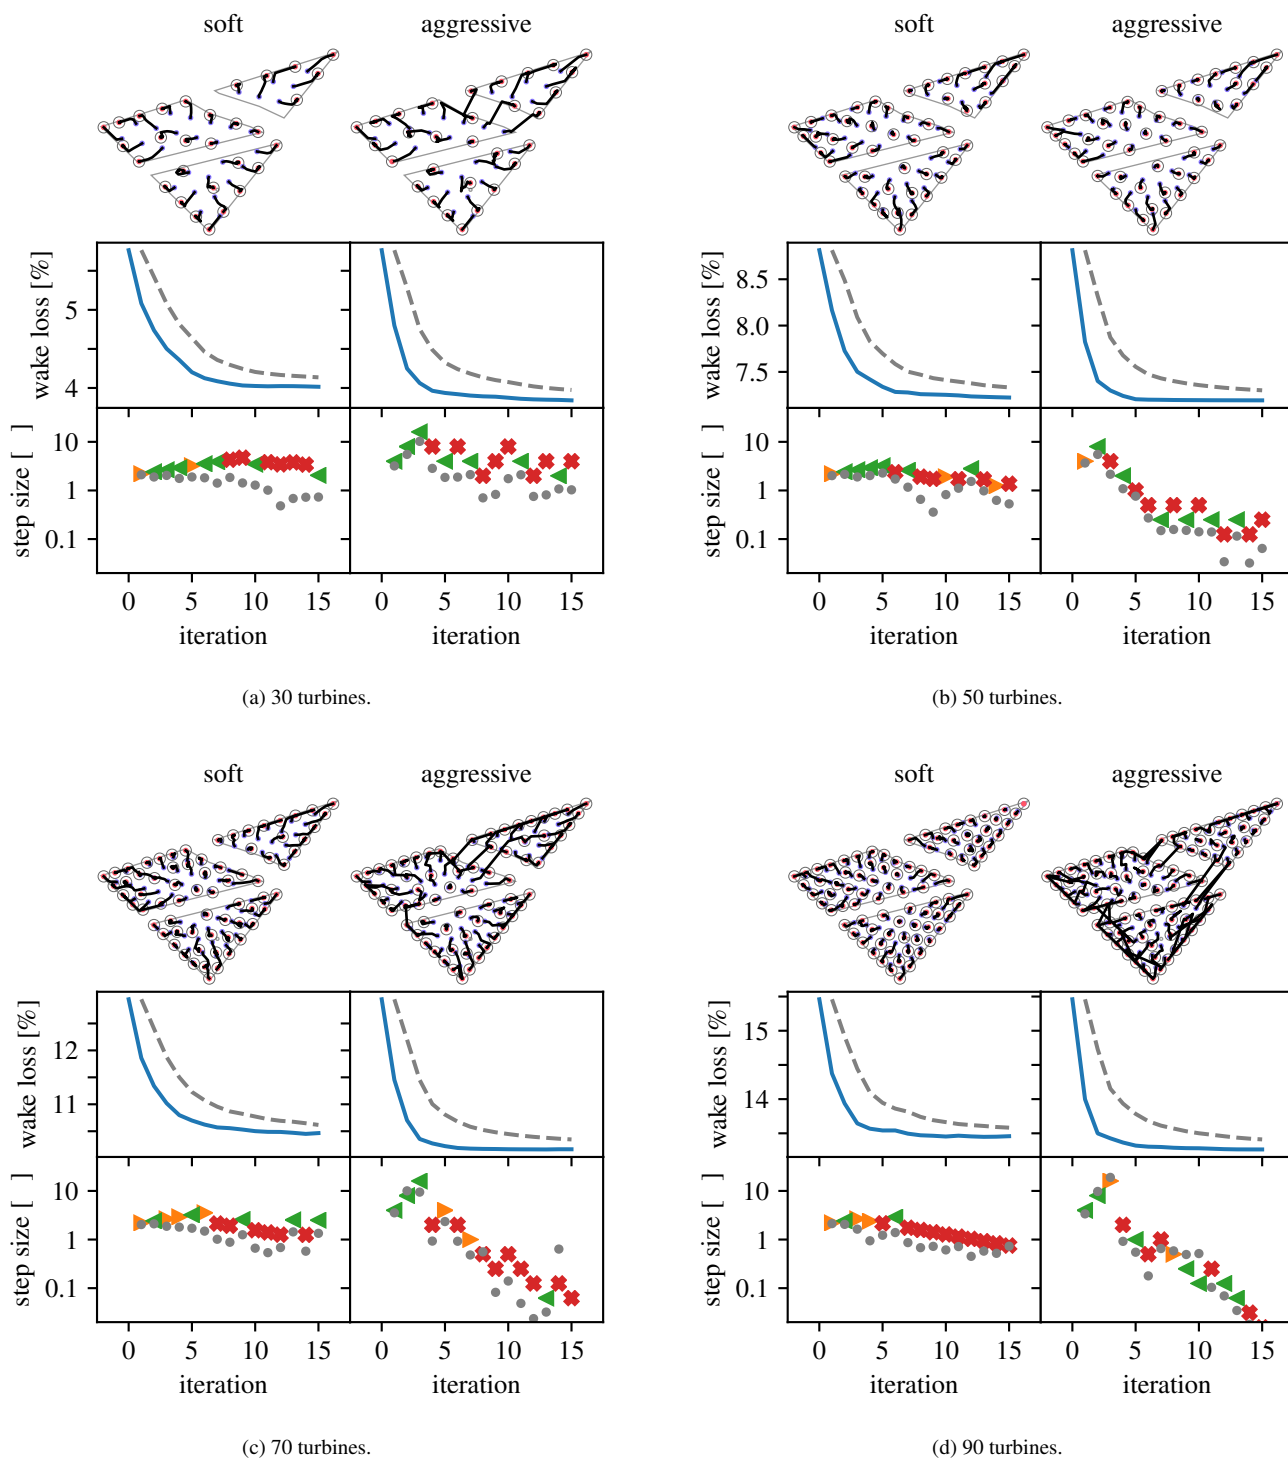 soft aggressive soft aggressive
wake loss [%]
5
4
wake loss [%]
8.5
8.0
7.5
step size [ ]
10
1
0.1
step size [ ]
10
1
0.1
0 5 10 15 0 5 10 15
iteration iteration
0 5 10 15 0 5 10 15
iteration iteration
(a) 30 turbines.
(b) 50 turbines.
soft aggressive soft aggressive
wake loss [%]
12
11
wake loss [%]
15
14
step size [ ]
10
1
0.1
step size [ ]
10
1
0.1
0 5 10 15 0 5 10 15
iteration iteration
0 5 10 15 0 5 10 15
iteration iteration
(c) 70 turbines.
(d) 90 turbines.